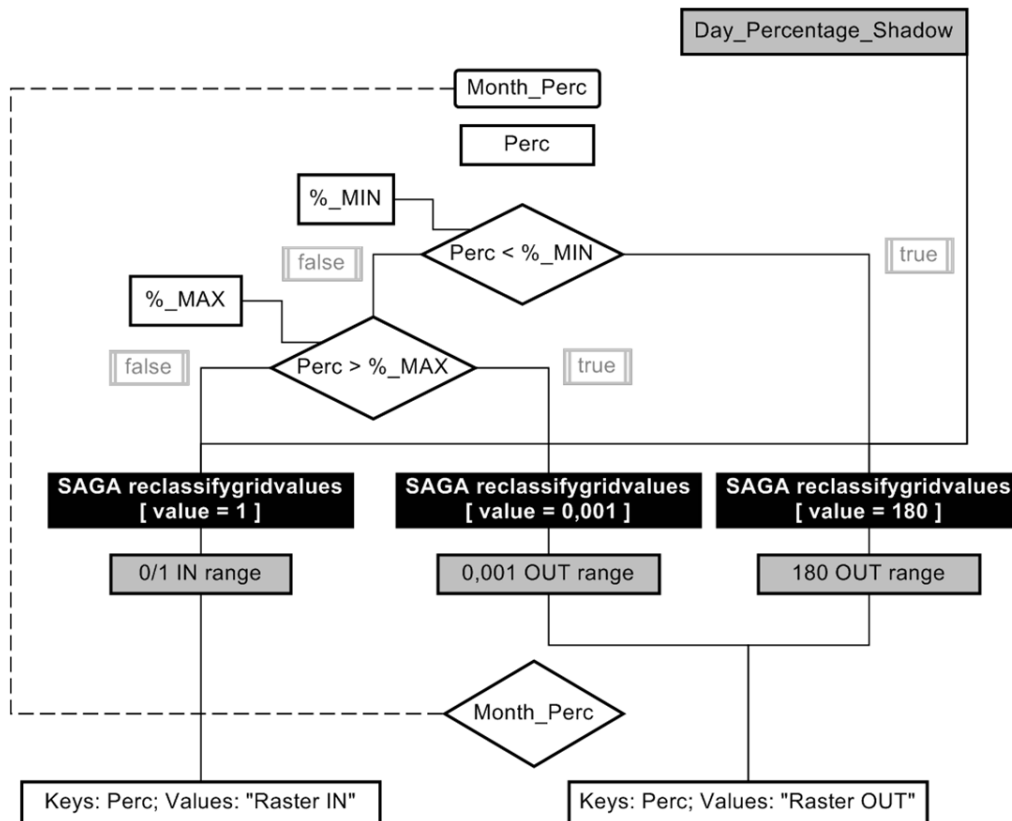 Day_Percentage_Shadow
Month_Perc
Perc
%_MIN
Perc < %_MIN
false
true
%_MAX
Perc > %_MAX
false
true
SAGA reclassifygridvalues
[ value = 1 ]
SAGA reclassifygridvalues
[ value = 0,001 ]
SAGA reclassifygridvalues
[ value = 180 ]
0/1 IN range
0,001 OUT range
180 OUT range
Month_Perc
Keys: Perc; Values: "Raster IN"
Keys: Perc; Values: "Raster OUT"